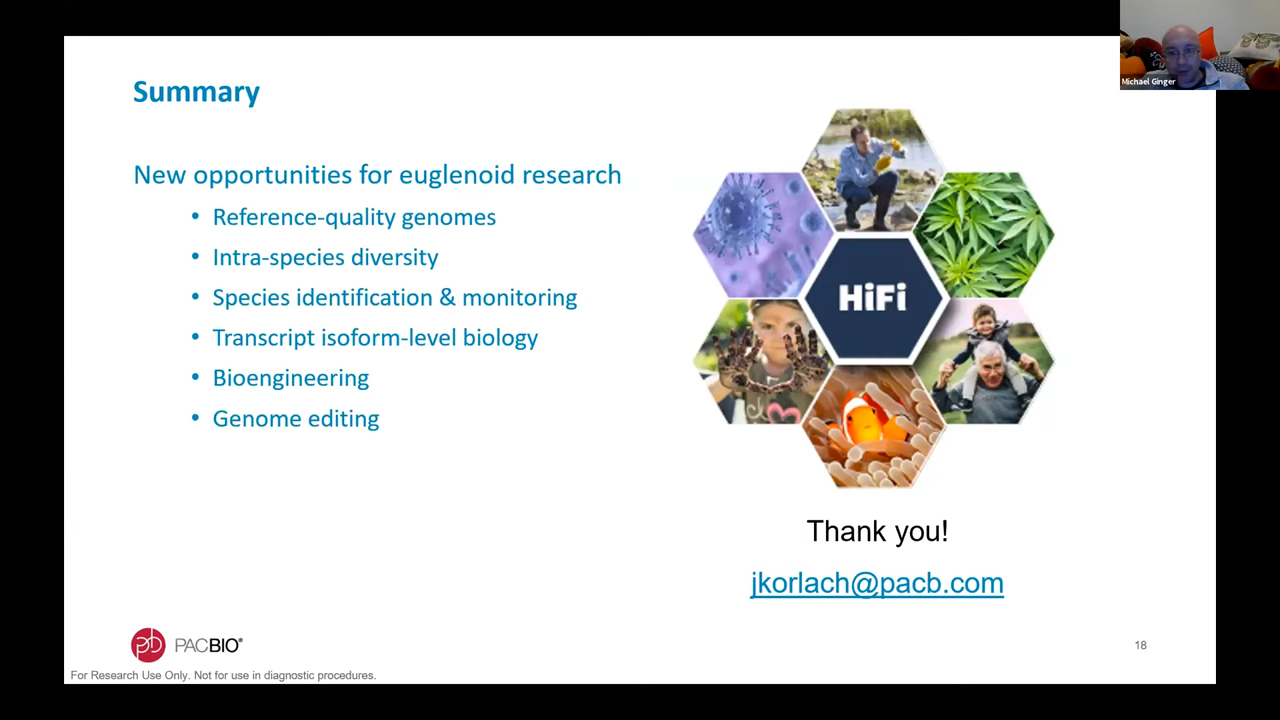 Michael Ginger
Summary
New opportunities for euglenoid research
• Reference-quality genomes
• Intra-species diversity
• Species identification & monitoring
• Transcript isoform-level biology
• Bioengineering
• Genome editing
HiFi
Thank you!
jkorlach@pacb.com
PACBIO®
18
For Research Use Only. Not for use in diagnostic procedures.